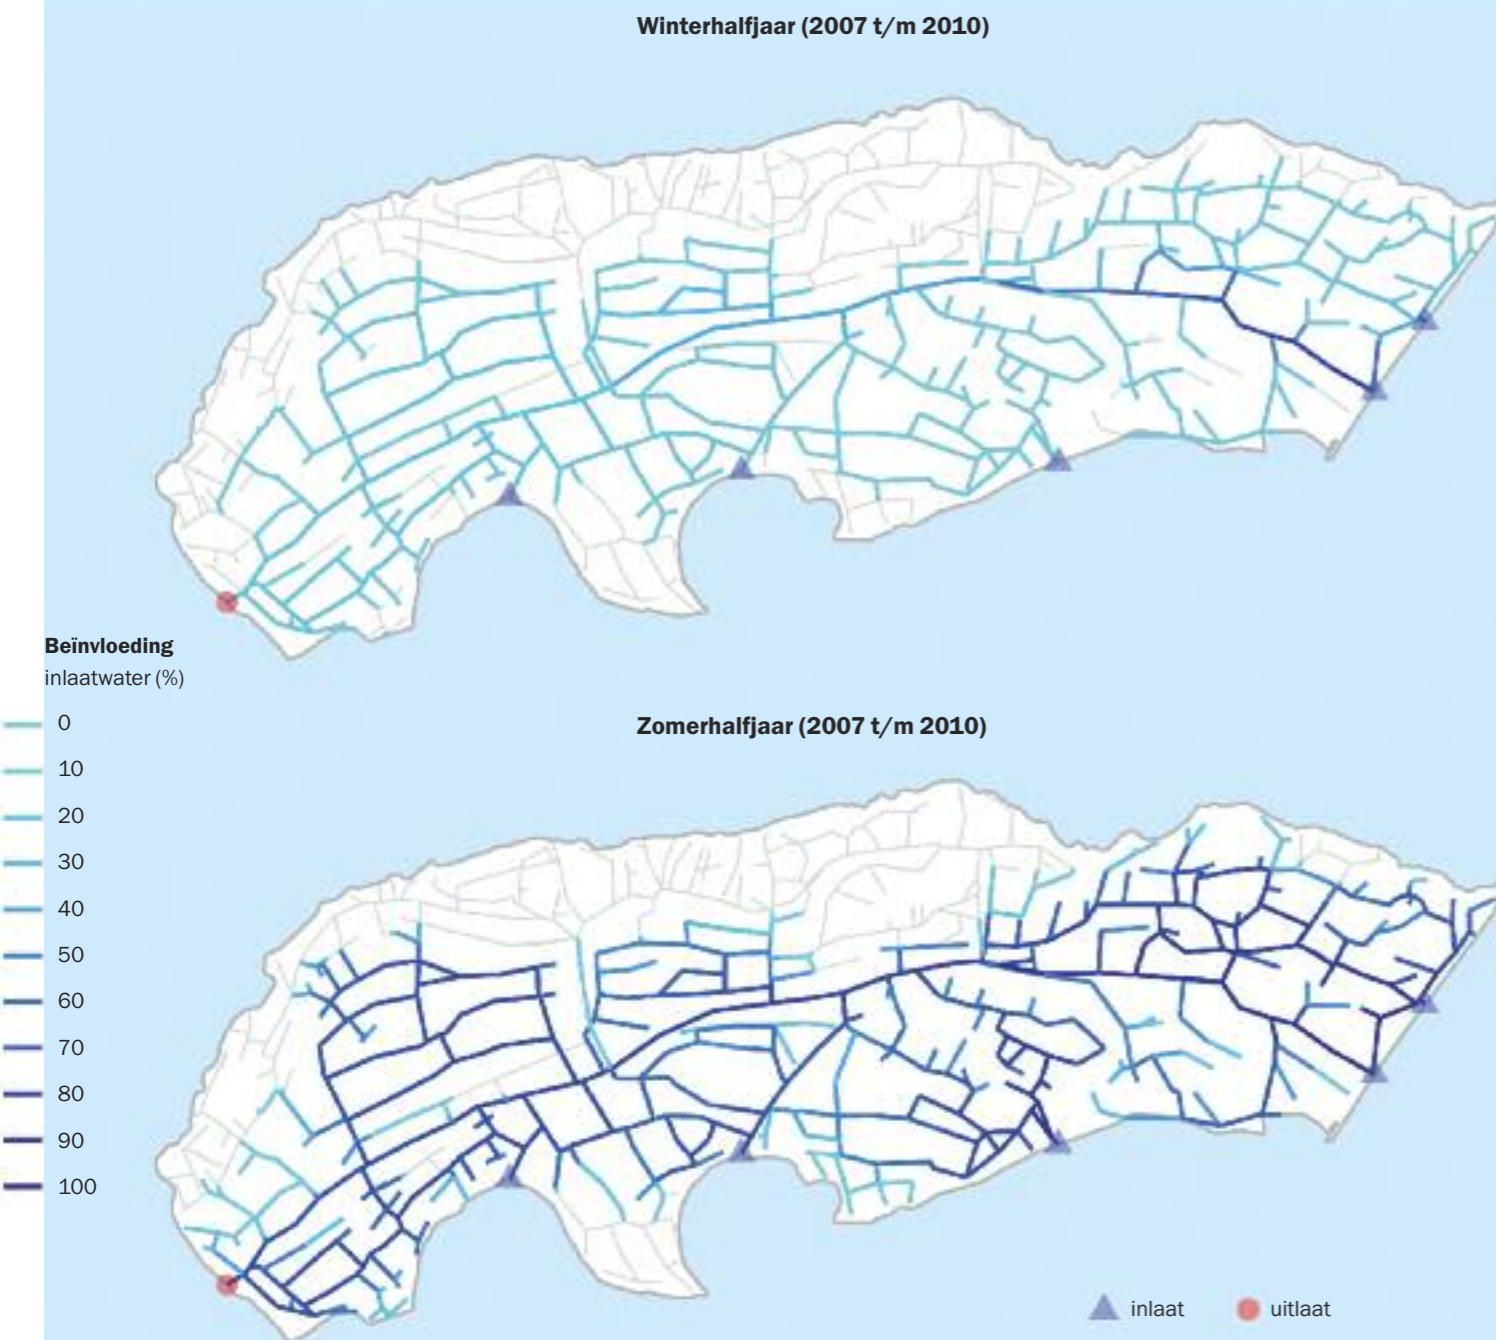 Winterhalfjaar (2007 t/m 2010)
Beïnvloeding
inlaatwater (%)
0
10
20
30
40
50
60
70
80
90
100
Zomerhalfjaar (2007 t/m 2010)
inlaat
uitlaat